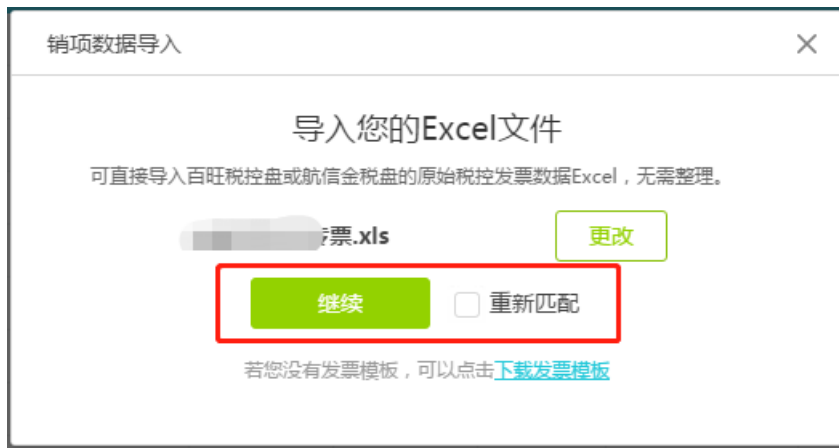 销项数据导入
导入您的Excel文件
可直接导入百旺税控盘或航信金税盘的原始税控发票数据Excel，无需整理。
票.xls 更改
继续 重新匹配
若您没有发票模板，可以点击下载发票模板